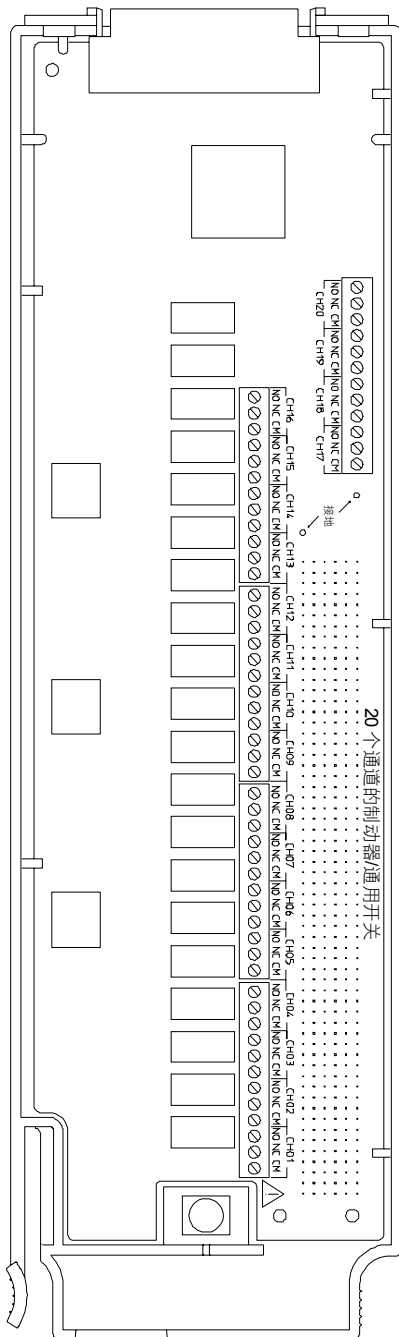 NO NC CM NO NC CM NO NC CM NO NC CM
CH20 CH19 CH18 CH17
接地
NO NC CM NO NC CM NO NC CM NO NC CM
CH16 CH15 CH14 CH13
NO NC CM NO NC CM NO NC CM NO NC CM
CH12 CH11 CH10 CH09
NO NC CM NO NC CM NO NC CM NO NC CM
CH08 CH07 CH06 CH05
NO NC CM NO NC CM NO NC CM NO NC CM
CH04 CH03 CH02 CH01
20 个通道的制动器/通用开关